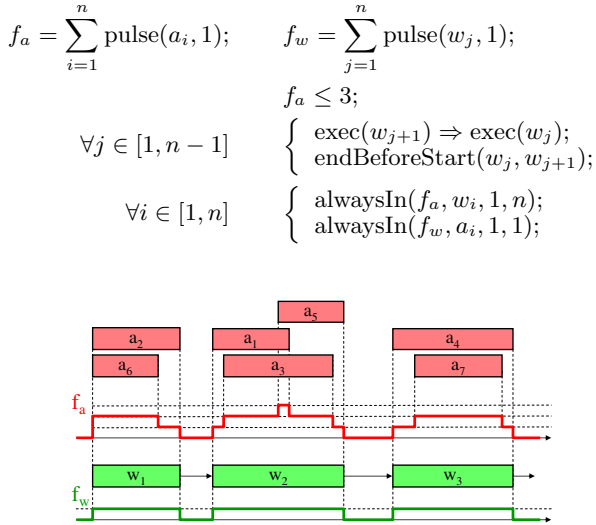 f_a = \sum_{i=1}^{n} pulse(a_i, 1);   f_w = \sum_{j=1}^{n} pulse(w_j, 1);
f_a ≤ 3;
∀j ∈ [1, n − 1] { exec(w_{j+1}) ⇒ exec(w_j);
endBeforeStart(w_j, w_{j+1});
∀i ∈ [1, n] { alwaysIn(f_a, w_i, 1, n);
alwaysIn(f_w, a_i, 1, 1);
a_5
a_2 a_1 a_4
a_6 a_3 a_7
f_a
w_1 w_2 w_3
f_w